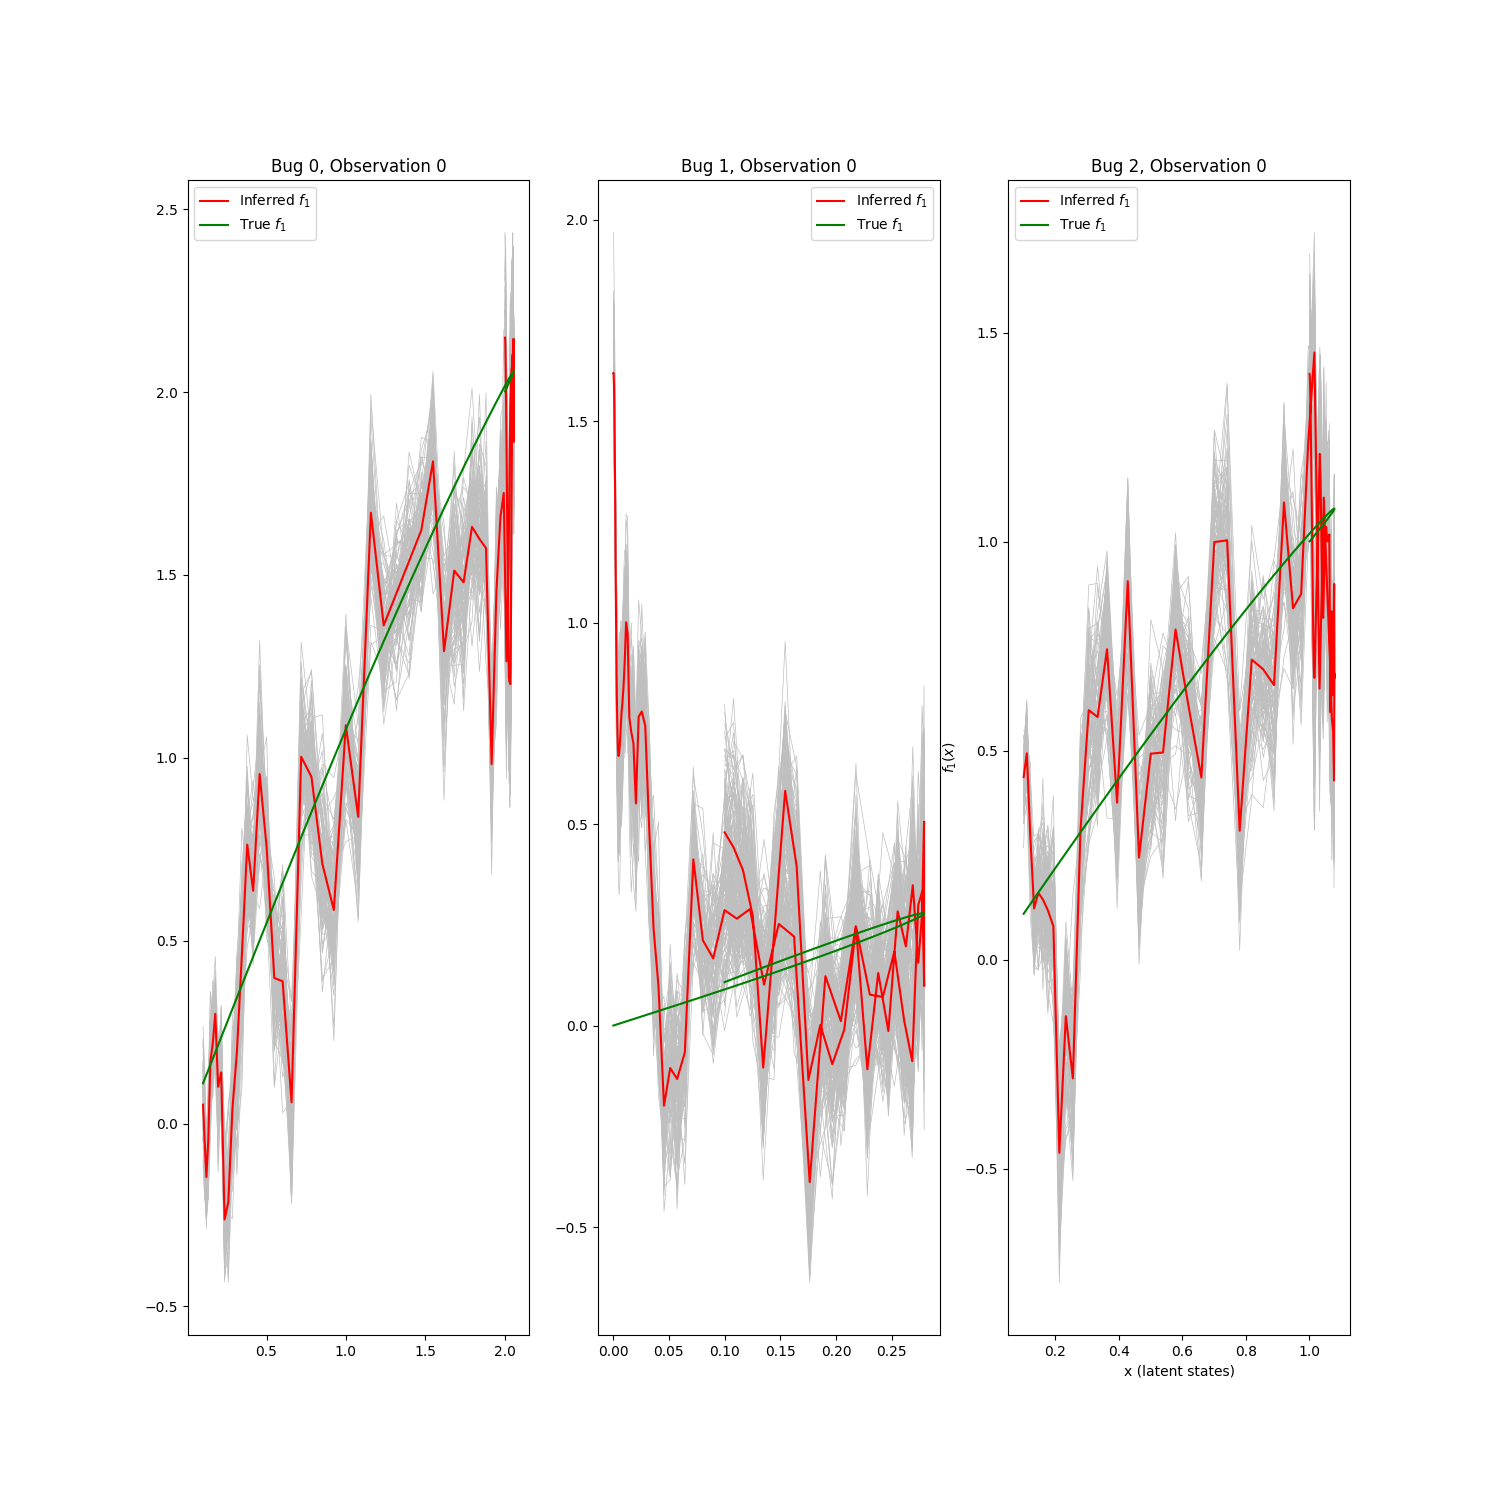 Bug 0, Observation 0
Inferred f₁
True f₁
2.5
2.0
1.5
1.0
0.5
0.0
−0.5
0.5 1.0 1.5 2.0
Bug 1, Observation 0
Inferred f₁
True f₁
2.0
1.5
1.0
0.5
0.0
−0.5
0.00 0.05 0.10 0.15 0.20 0.25
Bug 2, Observation 0
Inferred f₁
True f₁
f₁(x)
1.5
1.0
0.5
0.0
−0.5
0.2 0.4 0.6 0.8 1.0
x (latent states)